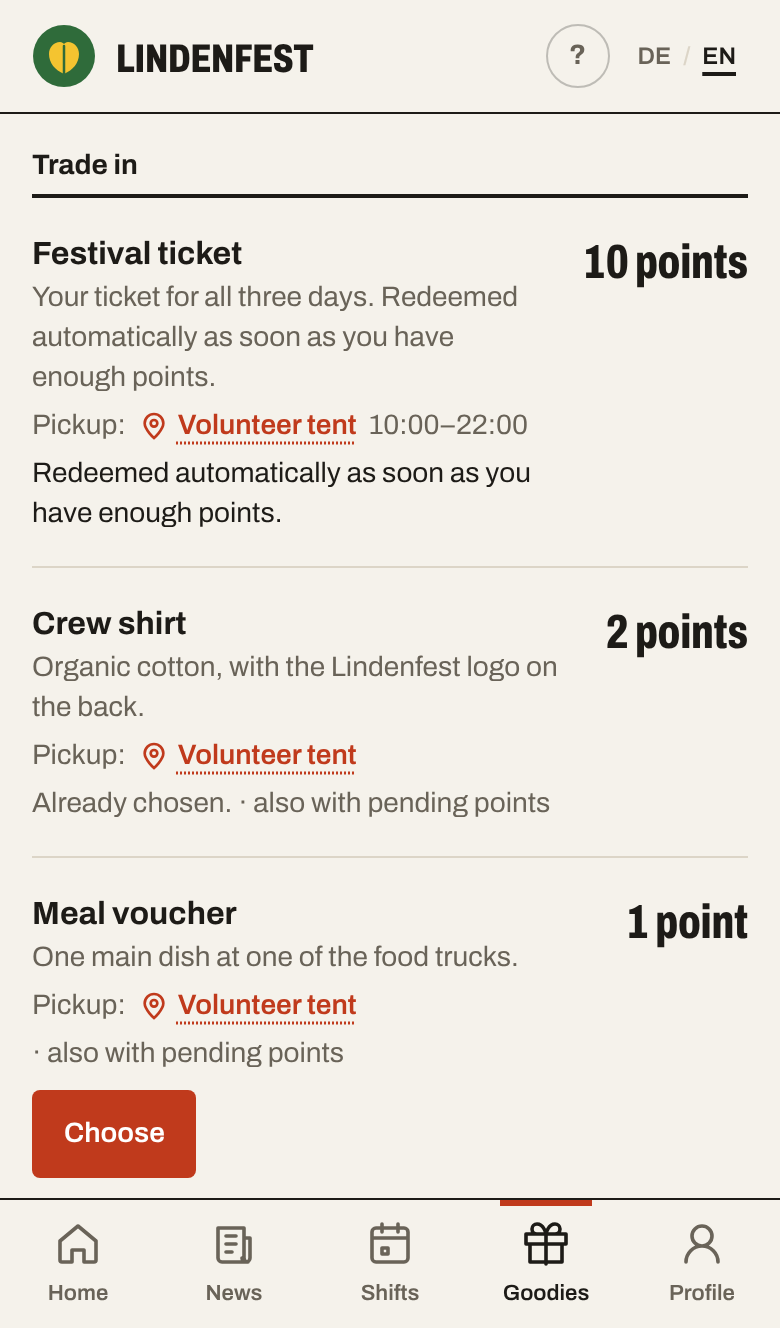 LINDENFEST
?
DE / EN
Trade in
Festival ticket
10 points
Your ticket for all three days. Redeemed
automatically as soon as you have
enough points.
Pickup: Volunteer tent 10:00–22:00
Redeemed automatically as soon as you
have enough points.
Crew shirt
2 points
Organic cotton, with the Lindenfest logo on
the back.
Pickup: Volunteer tent
Already chosen. · also with pending points
Meal voucher
1 point
One main dish at one of the food trucks.
Pickup: Volunteer tent
· also with pending points
Choose
Home
News
Shifts
Goodies
Profile